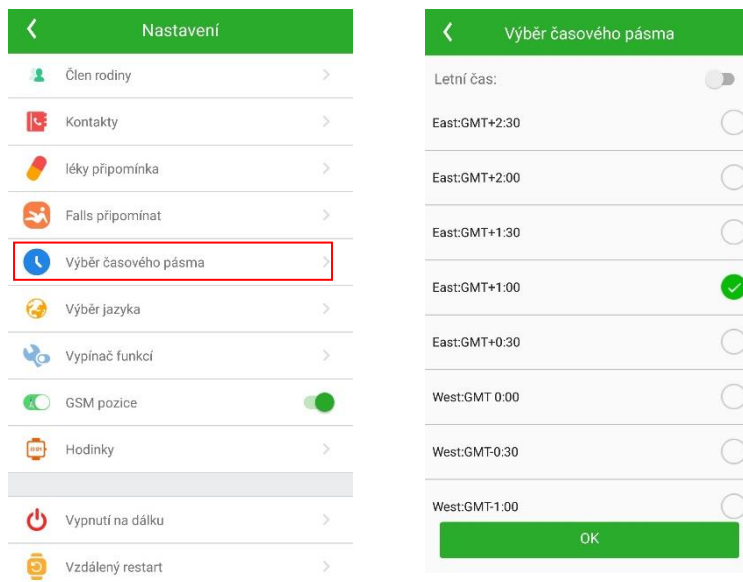 Nastavení
Člen rodiny
Kontakty
léky připomínka
Falls připomínat
Výběr časového pásma
Výběr jazyka
Vypínač funkcí
GSM pozice
Hodinky
Vypnutí na dálku
Vzdálený restart
Výběr časového pásma
Letní čas:
East:GMT+2:30
East:GMT+2:00
East:GMT+1:30
East:GMT+1:00
East:GMT+0:30
West:GMT 0:00
West:GMT-0:30
West:GMT-1:00
OK